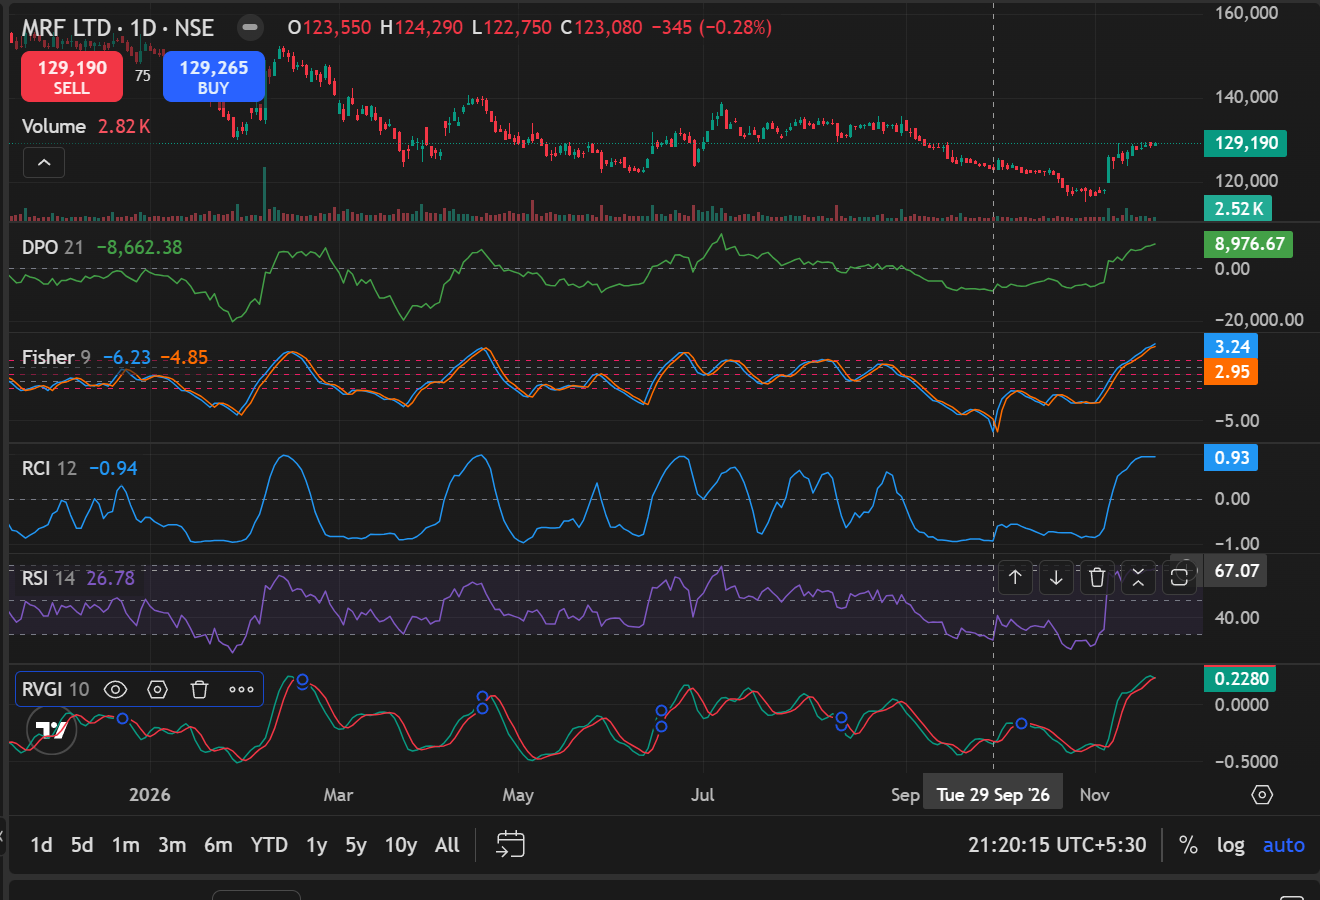 MRF LTD · 1D · NSE O123,550 H124,290 L122,750 C123,080 −345 (−0.28%)
129,190
SELL
75
129,265
BUY
Volume 2.82 K
160,000
140,000
129,190
120,000
2.52 K
DPO 21 −8,662.38
8,976.67
0.00
−20,000.00
Fisher 9 −6.23 −4.85
3.24
2.95
−5.00
RCI 12 −0.94
0.93
0.00
−1.00
RSI 14 26.78
67.07
40.00
RVGI 10
0.2280
0.0000
−0.5000
2026 Mar May Jul Sep Tue 29 Sep '26 Nov
1d 5d 1m 3m 6m YTD 1y 5y 10y All 21:20:15 UTC+5:30 % log auto